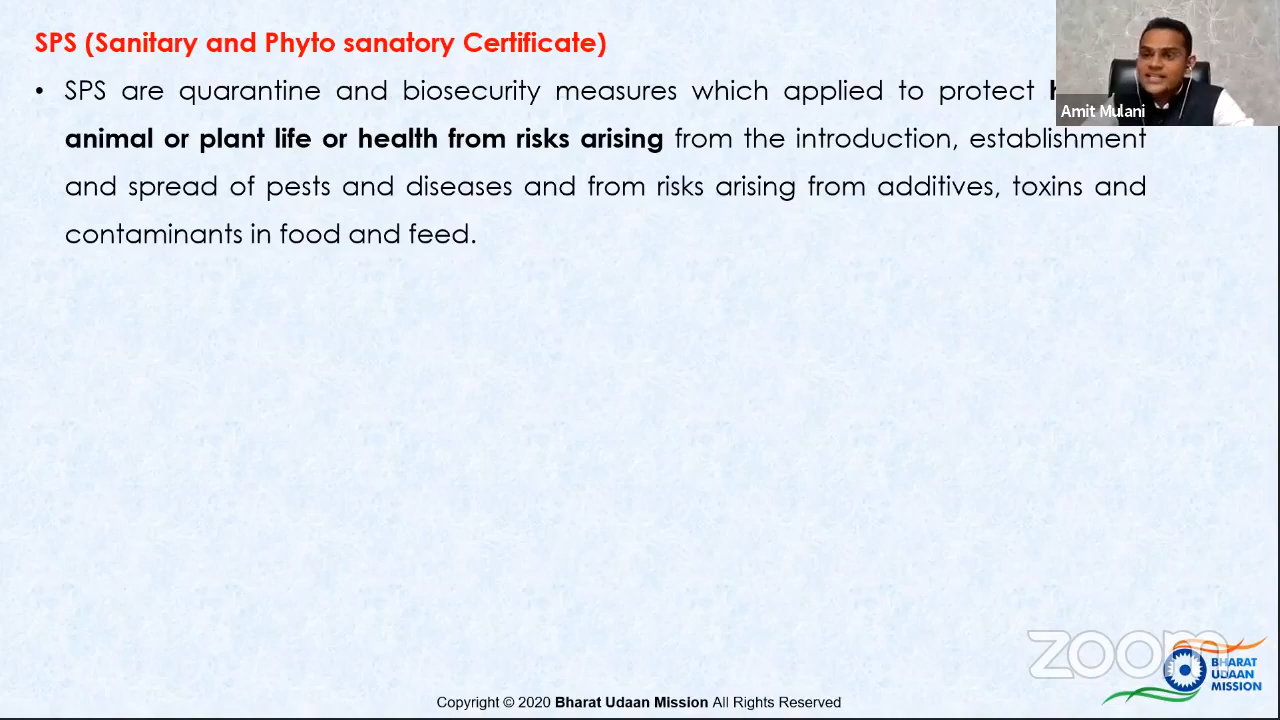 SPS (Sanitary and Phyto sanatory Certificate)
• SPS are quarantine and biosecurity measures which applied to protect
animal or plant life or health from risks arising from the introduction, establishment
and spread of pests and diseases and from risks arising from additives, toxins and
contaminants in food and feed.
Amit Mulani
zoom
BHARAT
UDAAN
MISSION
Copyright © 2020 Bharat Udaan Mission All Rights Reserved